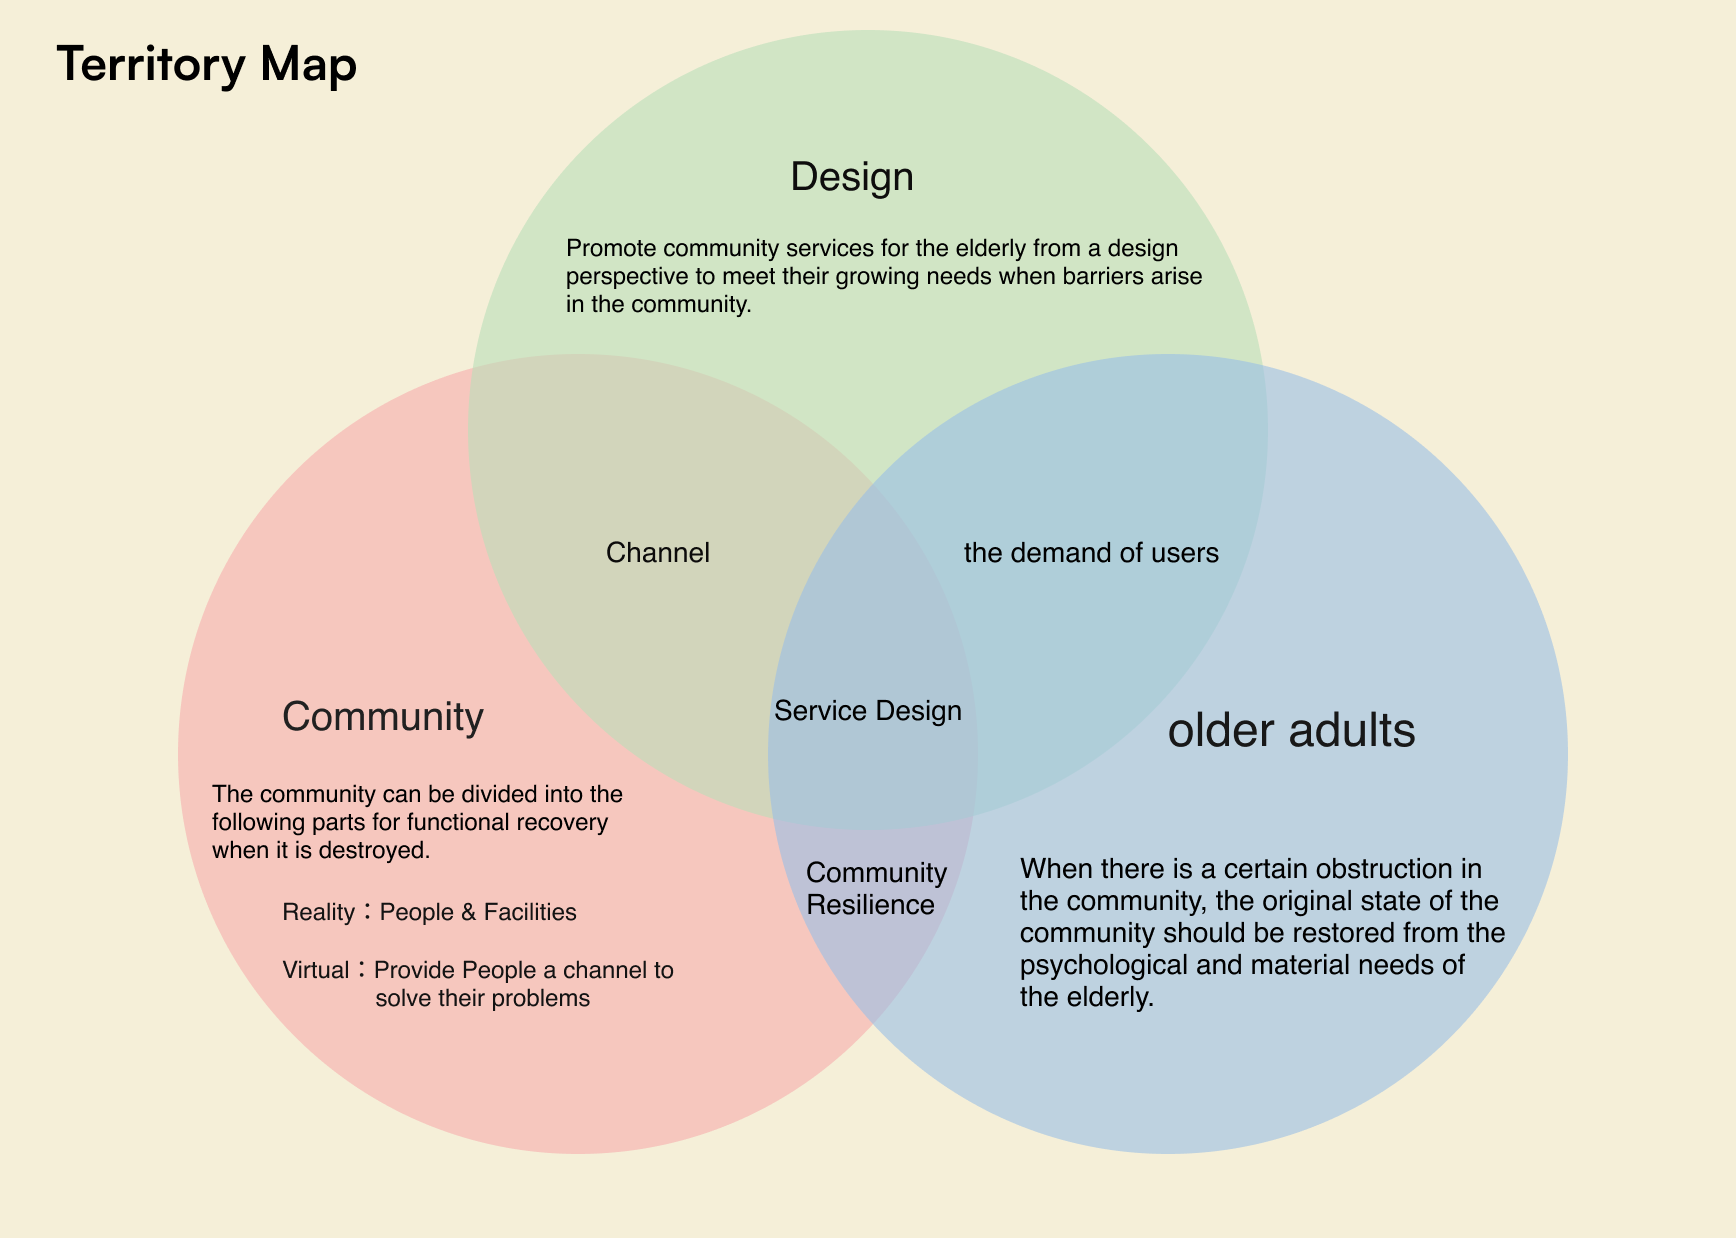 Territory Map
Design
Promote community services for the elderly from a design
perspective to meet their growing needs when barriers arise
in the community.
Channel
the demand of users
Service Design
Community
The community can be divided into the
following parts for functional recovery
when it is destroyed.
Reality：People & Facilities
Virtual：Provide People a channel to
solve their problems
Community
Resilience
older adults
When there is a certain obstruction in
the community, the original state of the
community should be restored from the
psychological and material needs of
the elderly.